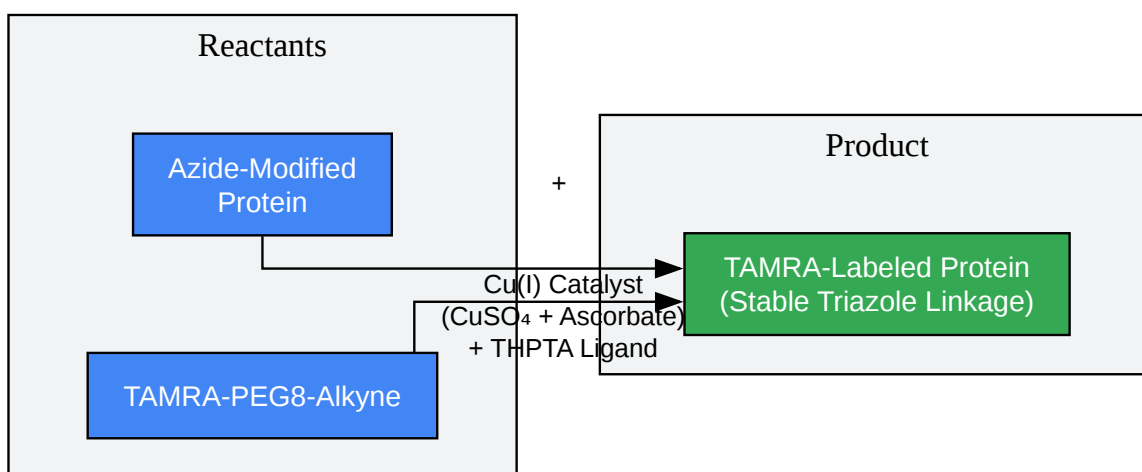 Reactants
Azide-Modified
Protein
+
Product
TAMRA-Labeled Protein
(Stable Triazole Linkage)
Cu(I) Catalyst
(CuSO₄ + Ascorbate)
+ THPTA Ligand
TAMRA-PEG8-Alkyne